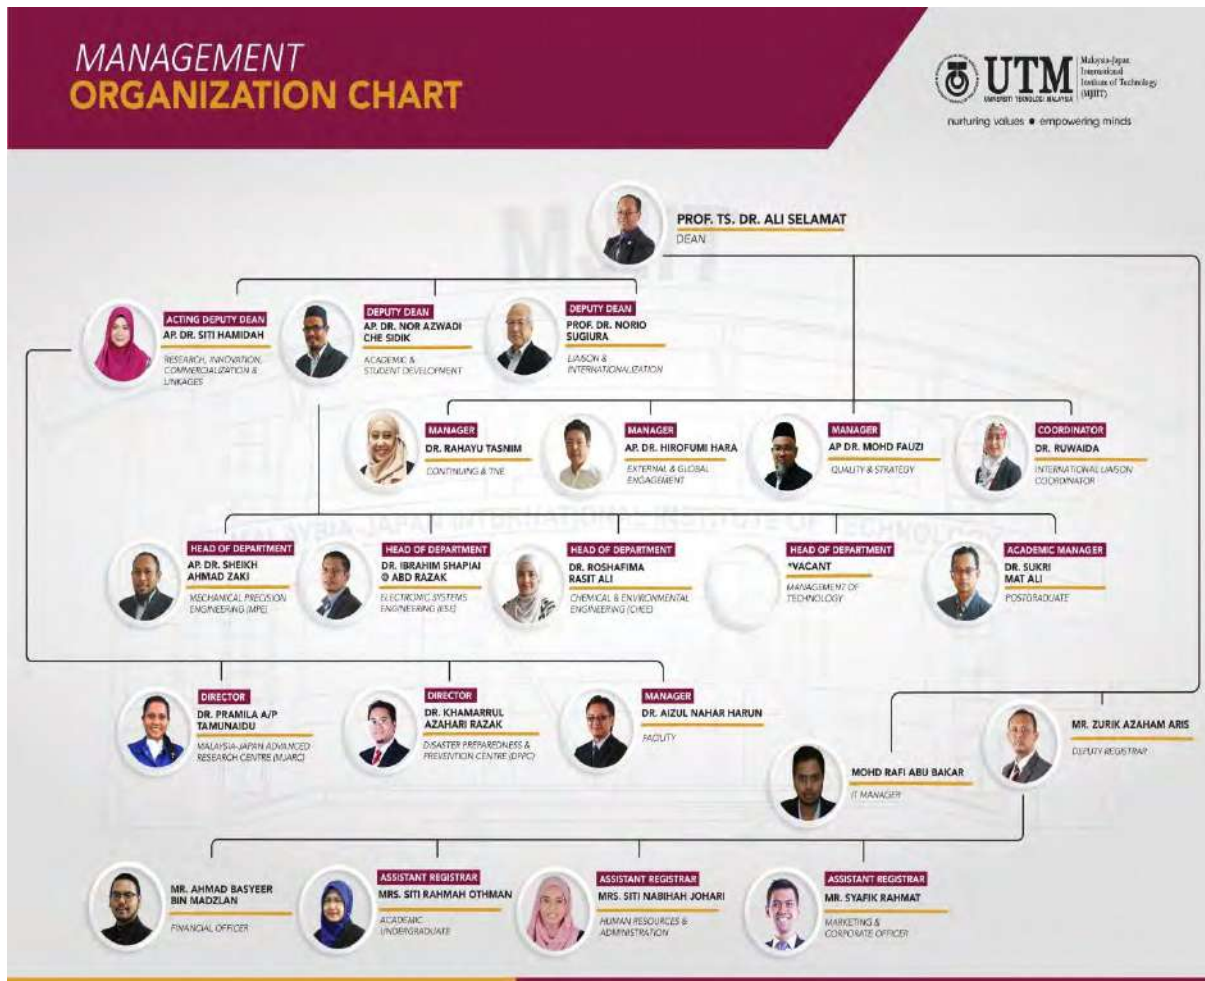 MANAGEMENT
ORGANIZATION CHART
UTM
UNIVERSITI TEKNOLOGI MALAYSIA
Malaysia-Japan
International
Institute of Technology
(MJIIT)
nurturing values ● empowering minds
PROF. TS. DR. ALI SELAMAT
DEAN
ACTING DEPUTY DEAN
AP. DR. SITI HAMIDAH
RESEARCH, INNOVATION,
COMMERCIALIZATION &
LINKAGES
DEPUTY DEAN
AP. DR. NOR AZWADI
CHE SIDIK
ACADEMIC &
STUDENT DEVELOPMENT
DEPUTY DEAN
PROF. DR. NORIO
SUGIURA
LIAISON &
INTERNATIONALIZATION
MANAGER
DR. RAHAYU TASNIM
CONTINUING & TNE
MANAGER
AP. DR. HIROFUMI HARA
EXTERNAL & GLOBAL
ENGAGEMENT
MANAGER
AP DR. MOHD FAUZI
QUALITY & STRATEGY
COORDINATOR
DR. RUWAIDA
INTERNATIONAL LIAISON
COORDINATOR
MALAYSIA-JAPAN INTERNATIONAL INSTITUTE OF TECHNOLOGY
HEAD OF DEPARTMENT
AP. DR. SHEIKH
AHMAD ZAKI
MECHANICAL PRECISION
ENGINEERING (MPE)
HEAD OF DEPARTMENT
DR. IBRAHIM SHAPIAI
@ ABD RAZAK
ELECTRONIC SYSTEMS
ENGINEERING (ESE)
HEAD OF DEPARTMENT
DR. ROSHAFIMA
RASIT ALI
CHEMICAL & ENVIRONMENTAL
ENGINEERING (CHEE)
HEAD OF DEPARTMENT
*VACANT
MANAGEMENT OF
TECHNOLOGY
ACADEMIC MANAGER
DR. SUKRI
MAT ALI
POSTGRADUATE
DIRECTOR
DR. PRAMILA A/P
TAMUNAIDU
MALAYSIA-JAPAN ADVANCED
RESEARCH CENTRE (MJARC)
DIRECTOR
DR. KHAMARRUL
AZAHARI RAZAK
DISASTER PREPAREDNESS &
PREVENTION CENTRE (DPPC)
MANAGER
DR. AIZUL NAHAR HARUN
FACILITY
MR. ZURIK AZAHAM ARIS
DEPUTY REGISTRAR
MOHD RAFI ABU BAKAR
IT MANAGER
MR. AHMAD BASYEER
BIN MADZLAN
FINANCIAL OFFICER
ASSISTANT REGISTRAR
MRS. SITI RAHMAH OTHMAN
ACADEMIC
UNDERGRADUATE
ASSISTANT REGISTRAR
MRS. SITI NABIHAH JOHARI
HUMAN RESOURCES &
ADMINISTRATION
ASSISTANT REGISTRAR
MR. SYAFIK RAHMAT
MARKETING &
CORPORATE OFFICER